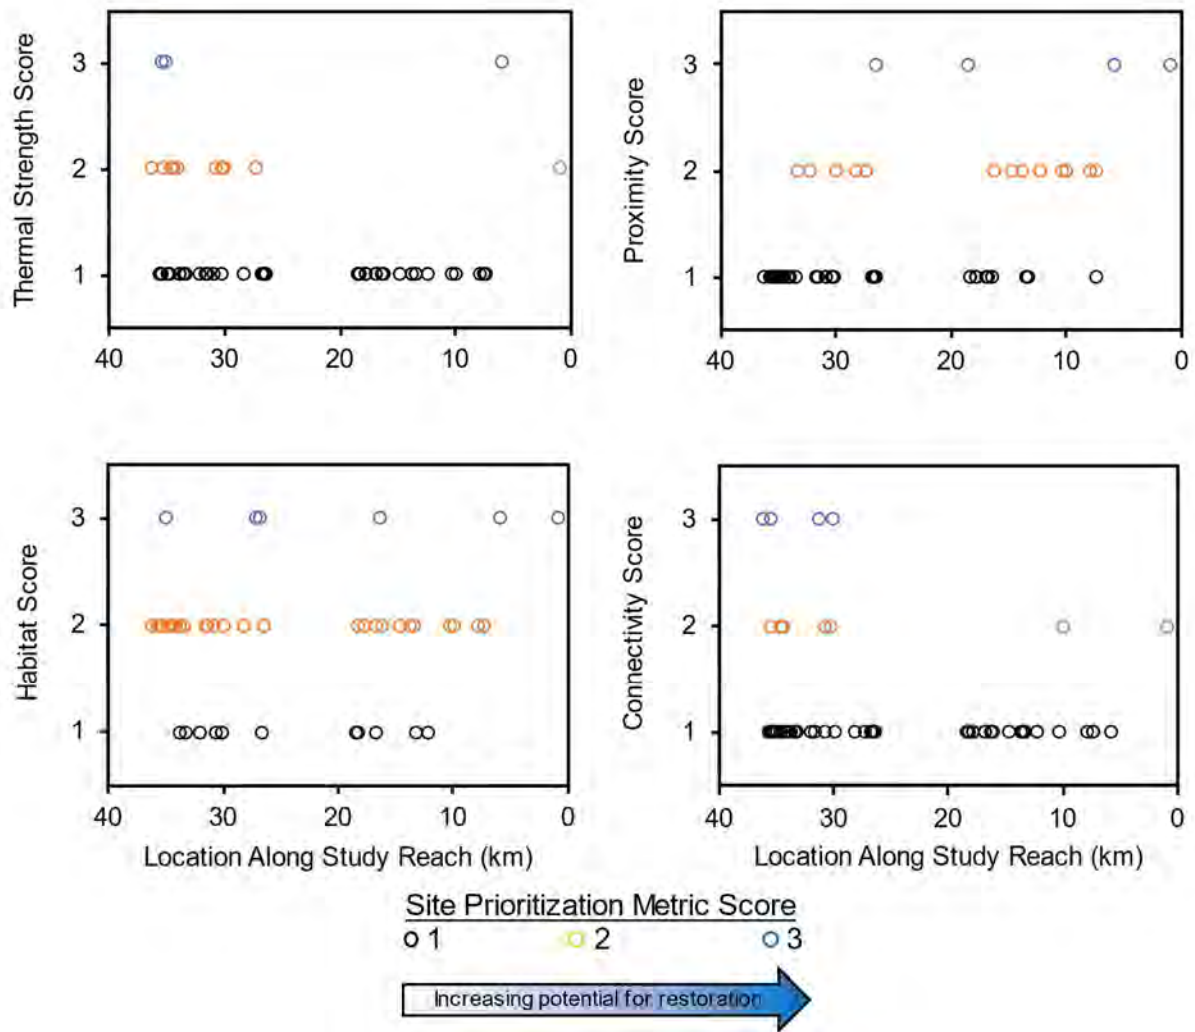 Thermal Strength Score
3
2
1
40 30 20 10 0
Proximity Score
3
2
1
40 30 20 10 0
Habitat Score
3
2
1
40 30 20 10 0
Location Along Study Reach (km)
Connectivity Score
3
2
1
40 30 20 10 0
Location Along Study Reach (km)
Site Prioritization Metric Score
1 2 3
Increasing potential for restoration